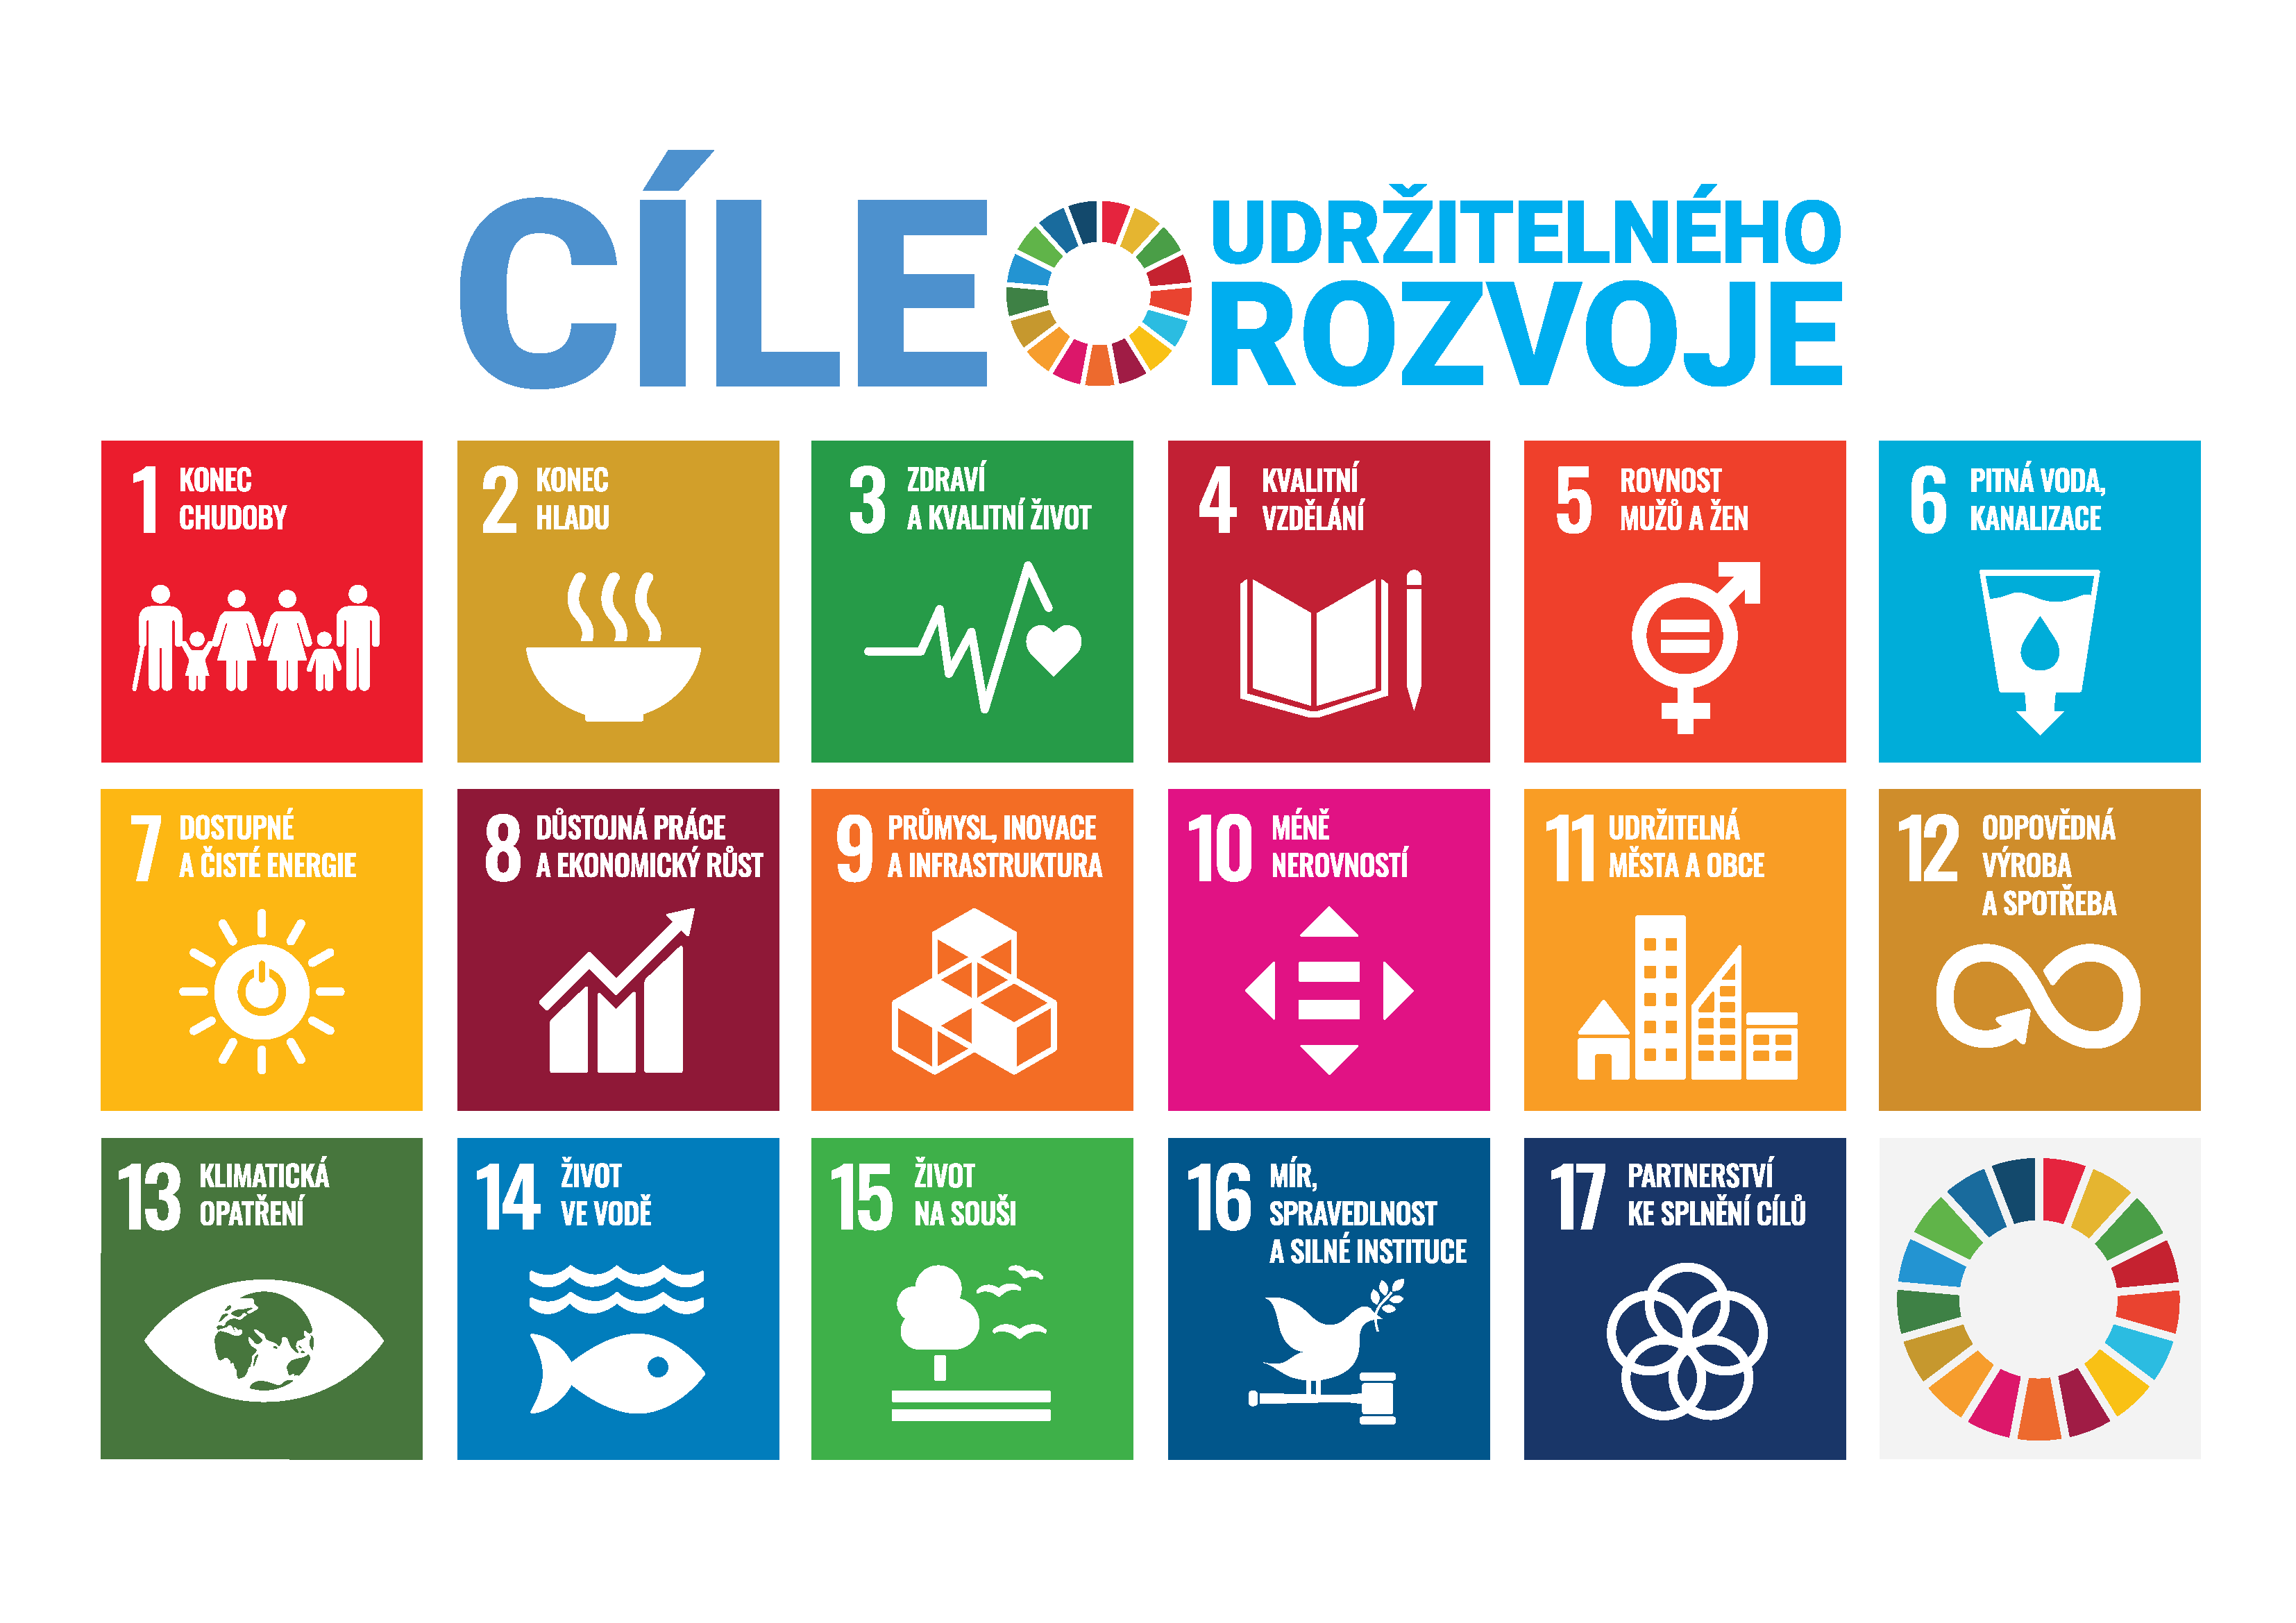 CÍLE UDRŽITELNÉHO
ROZVOJE
1 KONEC
CHUDOBY
2 KONEC
HLADU
3 ZDRAVÍ
A KVALITNÍ ŽIVOT
4 KVALITNÍ
VZDĚLÁNÍ
5 ROVNOST
MUŽŮ A ŽEN
6 PITNÁ VODA,
KANALIZACE
7 DOSTUPNÉ
A ČISTÉ ENERGIE
8 DŮSTOJNÁ PRÁCE
A EKONOMICKÝ RŮST
9 PRŮMYSL, INOVACE
A INFRASTRUKTURA
10 MÉNĚ
NEROVNOSTÍ
11 UDRŽITELNÁ
MĚSTA A OBCE
12 ODPOVĚDNÁ
VÝROBA
A SPOTŘEBA
13 KLIMATICKÁ
OPATŘENÍ
14 ŽIVOT
VE VODĚ
15 ŽIVOT
NA SOUŠI
16 MÍR,
SPRAVEDLNOST
A SILNÉ INSTITUCE
17 PARTNERSTVÍ
KE SPLNĚNÍ CÍLŮ